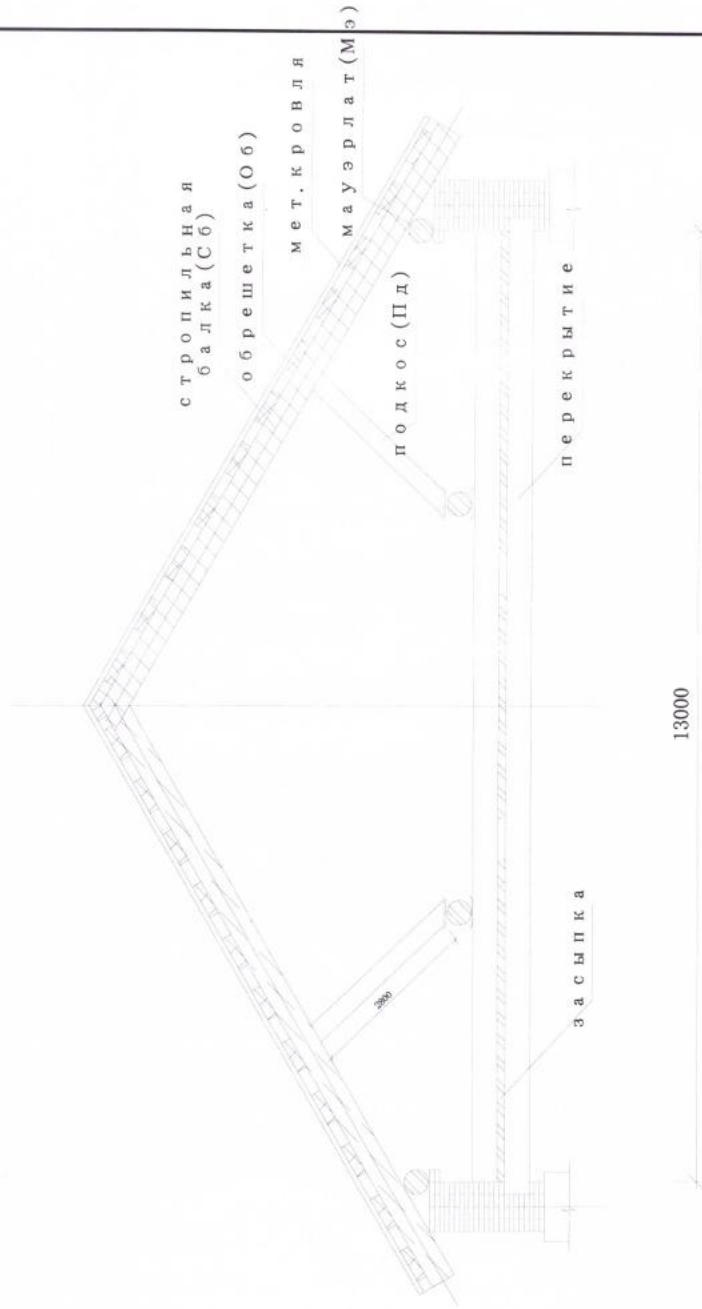 стропильная
балка(Сб)
обрешетка(Об)
мет.кровля
мауэрлат(Мэ)
подкос(Пд)
перекрытие
2800
засыпка
13000